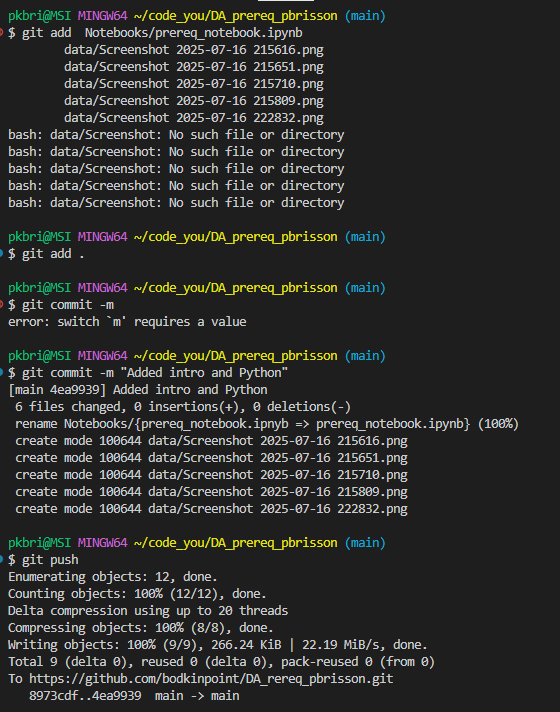 pkbri@MSI MINGW64 ~/code_you/DA_prereq_pbrisson (main)
$ git add  Notebooks/prereq_notebook.ipynb
        data/Screenshot 2025-07-16 215616.png
        data/Screenshot 2025-07-16 215651.png
        data/Screenshot 2025-07-16 215710.png
        data/Screenshot 2025-07-16 215809.png
        data/Screenshot 2025-07-16 222832.png
bash: data/Screenshot: No such file or directory
bash: data/Screenshot: No such file or directory
bash: data/Screenshot: No such file or directory
bash: data/Screenshot: No such file or directory
bash: data/Screenshot: No such file or directory

pkbri@MSI MINGW64 ~/code_you/DA_prereq_pbrisson (main)
$ git add .

pkbri@MSI MINGW64 ~/code_you/DA_prereq_pbrisson (main)
$ git commit -m
error: switch `m' requires a value

pkbri@MSI MINGW64 ~/code_you/DA_prereq_pbrisson (main)
$ git commit -m "Added intro and Python"
[main 4ea9939] Added intro and Python
 6 files changed, 0 insertions(+), 0 deletions(-)
 rename Notebooks/{prereq_notebook.ipnyb => prereq_notebook.ipynb} (100%)
 create mode 100644 data/Screenshot 2025-07-16 215616.png
 create mode 100644 data/Screenshot 2025-07-16 215651.png
 create mode 100644 data/Screenshot 2025-07-16 215710.png
 create mode 100644 data/Screenshot 2025-07-16 215809.png
 create mode 100644 data/Screenshot 2025-07-16 222832.png

pkbri@MSI MINGW64 ~/code_you/DA_prereq_pbrisson (main)
$ git push
Enumerating objects: 12, done.
Counting objects: 100% (12/12), done.
Delta compression using up to 20 threads
Compressing objects: 100% (8/8), done.
Writing objects: 100% (9/9), 266.24 KiB | 22.19 MiB/s, done.
Total 9 (delta 0), reused 0 (delta 0), pack-reused 0 (from 0)
To https://github.com/bodkinpoint/DA_rereq_pbrisson.git
   8973cdf..4ea9939  main -> main